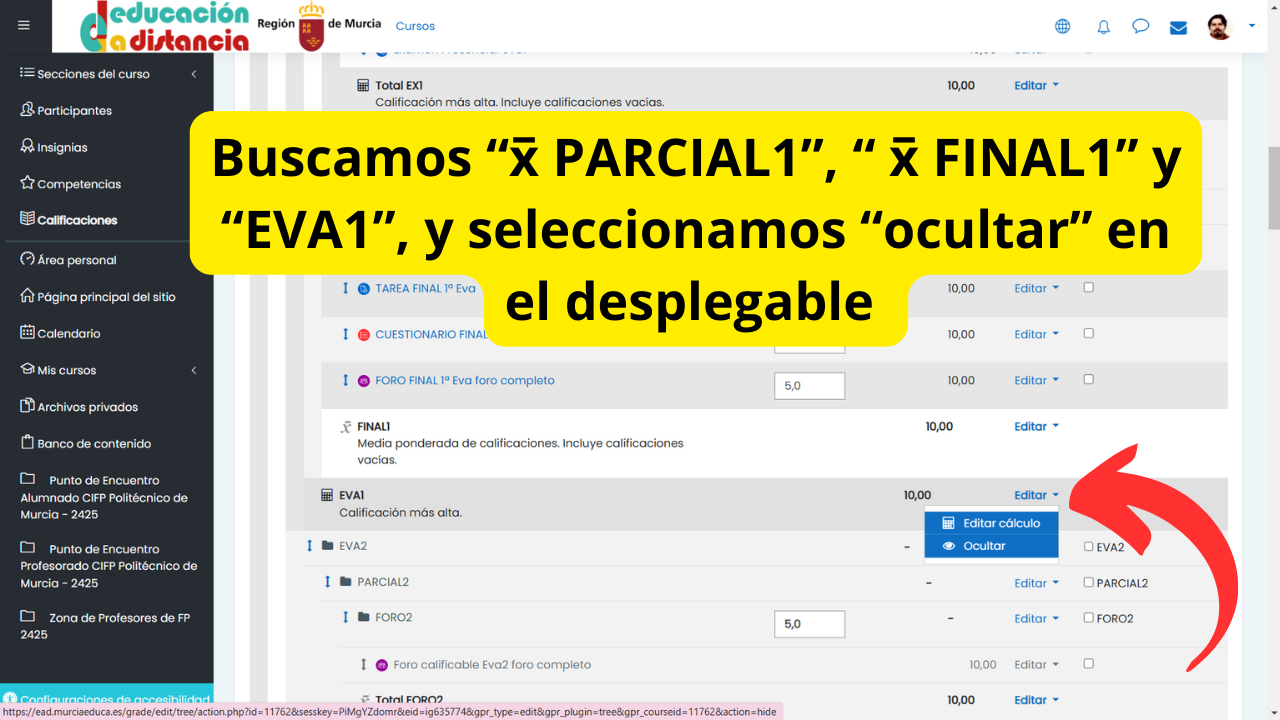 educación
a distancia
Región de Murcia
Cursos
Secciones del curso
Participantes
Insignias
Competencias
Calificaciones
Área personal
Página principal del sitio
Calendario
Mis cursos
Archivos privados
Banco de contenido
Punto de Encuentro
Alumnado CIFP Politécnico de
Murcia - 2425
Punto de Encuentro
Profesorado CIFP Politécnico de
Murcia - 2425
Zona de Profesores de FP
2425
Configuraciones de accesibilidad
Total EX1 10,00 Editar
Calificación más alta. Incluye calificaciones vacías.
Buscamos “x̄ PARCIAL1”, “ x̄ FINAL1” y
“EVA1”, y seleccionamos “ocultar” en
el desplegable
TAREA FINAL 1ª Eva 10,00 Editar
CUESTIONARIO FINAL 10,00 Editar
FORO FINAL 1ª Eva foro completo 5,0 10,00 Editar
x̄ FINAL1 10,00 Editar
Media ponderada de calificaciones. Incluye calificaciones
vacías.
EVA1 10,00 Editar
Calificación más alta.
Editar cálculo
Ocultar
EVA2 - EVA2
PARCIAL2 - Editar PARCIAL2
FORO2 5,0 - Editar FORO2
Foro calificable Eva2 foro completo 10,00 Editar
x̄ Total FORO2 10,00 Editar
https://ead.murciaeduca.es/grade/edit/tree/action.php?id=11762&sesskey=PiMgYZdomr&eid=ig635774&gpr_type=edit&gpr_plugin=tree&gpr_courseid=11762&action=hide